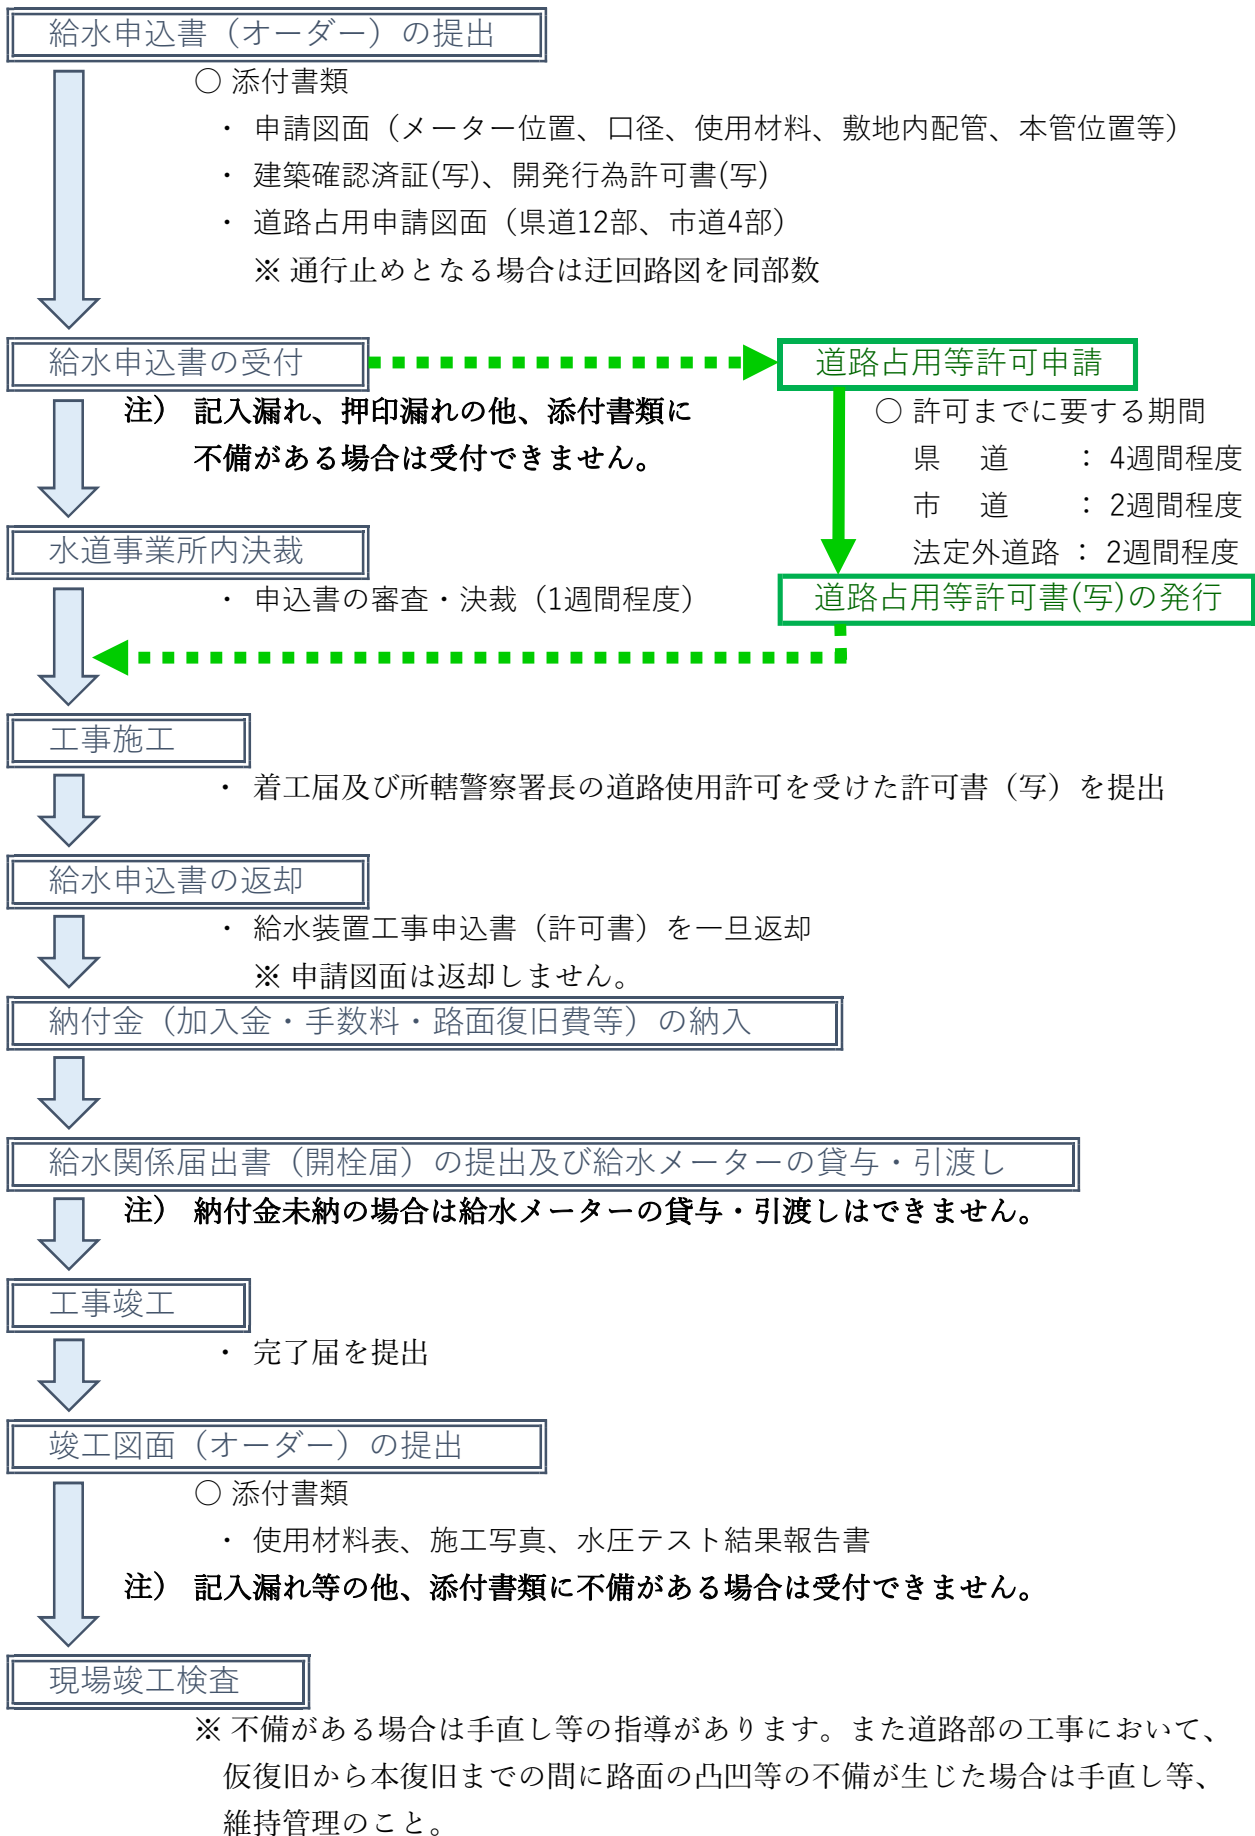 給水申込書（オーダー）の提出
○ 添付書類
・ 申請図面（メーター位置、口径、使用材料、敷地内配管、本管位置等）
・ 建築確認済証(写)、開発行為許可書(写)
・ 道路占用申請図面（県道12部、市道4部）
※ 通行止めとなる場合は迂回路図を同部数
給水申込書の受付
道路占用等許可申請
注） 記入漏れ、押印漏れの他、添付書類に
不備がある場合は受付できません。
○ 許可までに要する期間
県　道　　： 4週間程度
市　道　　： 2週間程度
法定外道路 ： 2週間程度
水道事業所内決裁
・ 申込書の審査・決裁（1週間程度）
道路占用等許可書(写)の発行
工事施工
・ 着工届及び所轄警察署長の道路使用許可を受けた許可書（写）を提出
給水申込書の返却
・ 給水装置工事申込書（許可書）を一旦返却
※ 申請図面は返却しません。
納付金（加入金・手数料・路面復旧費等）の納入
給水関係届出書（開栓届）の提出及び給水メーターの貸与・引渡し
注） 納付金未納の場合は給水メーターの貸与・引渡しはできません。
工事竣工
・ 完了届を提出
竣工図面（オーダー）の提出
○ 添付書類
・ 使用材料表、施工写真、水圧テスト結果報告書
注） 記入漏れ等の他、添付書類に不備がある場合は受付できません。
現場竣工検査
※ 不備がある場合は手直し等の指導があります。また道路部の工事において、
仮復旧から本復旧までの間に路面の凸凹等の不備が生じた場合は手直し等、
維持管理のこと。